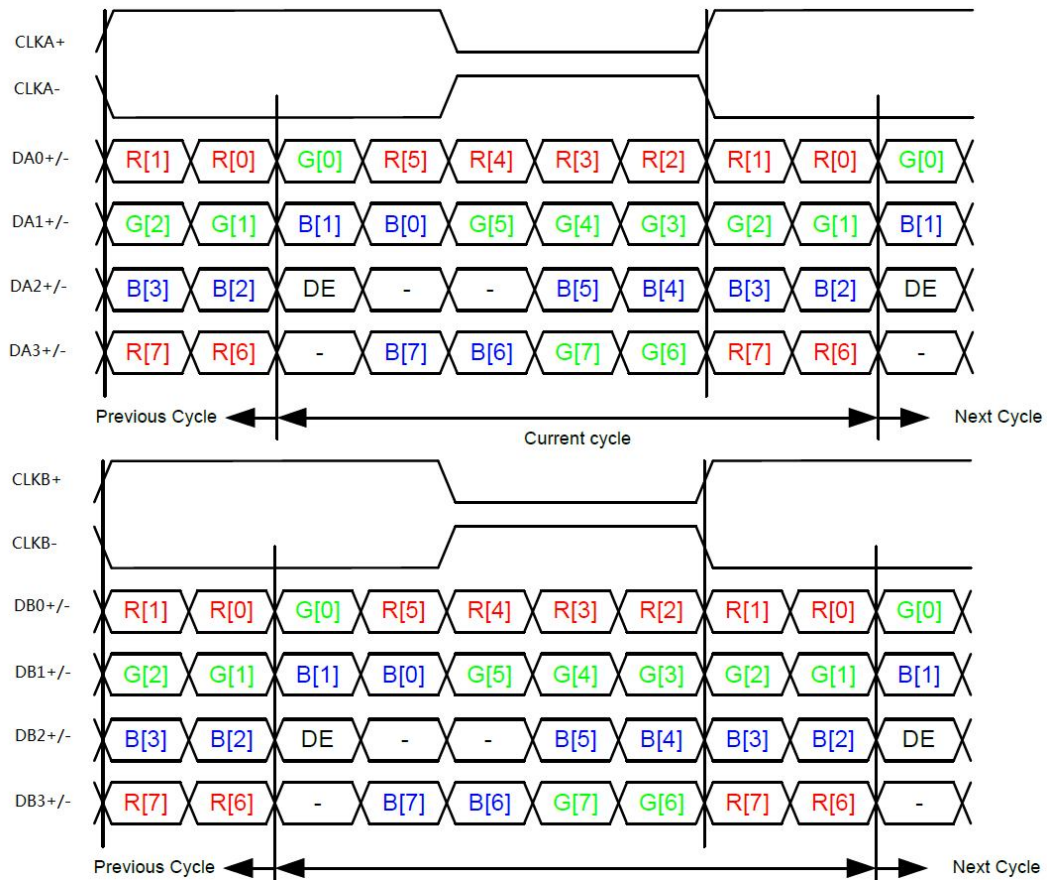 CLKA+
CLKA-
DA0+/- R[1] R[0] G[0] R[5] R[4] R[3] R[2] R[1] R[0] G[0]
DA1+/- G[2] G[1] B[1] B[0] G[5] G[4] G[3] G[2] G[1] B[1]
DA2+/- B[3] B[2] DE - - B[5] B[4] B[3] B[2] DE
DA3+/- R[7] R[6] - B[7] B[6] G[7] G[6] R[7] R[6] -
Previous Cycle Current cycle Next Cycle
CLKB+
CLKB-
DB0+/- R[1] R[0] G[0] R[5] R[4] R[3] R[2] R[1] R[0] G[0]
DB1+/- G[2] G[1] B[1] B[0] G[5] G[4] G[3] G[2] G[1] B[1]
DB2+/- B[3] B[2] DE - - B[5] B[4] B[3] B[2] DE
DB3+/- R[7] R[6] - B[7] B[6] G[7] G[6] R[7] R[6] -
Previous Cycle Next Cycle